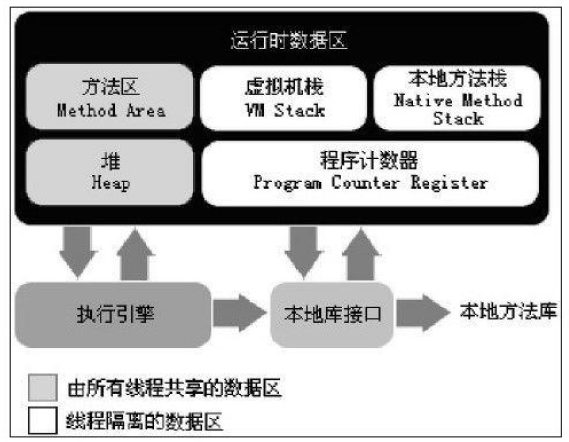 运行时数据区
方法区
Method Area
虚拟机栈
VM Stack
本地方法栈
Native Method
Stack
堆
Heap
程序计数器
Program Counter Register
执行引擎
本地库接口
本地方法库
由所有线程共享的数据区
线程隔离的数据区